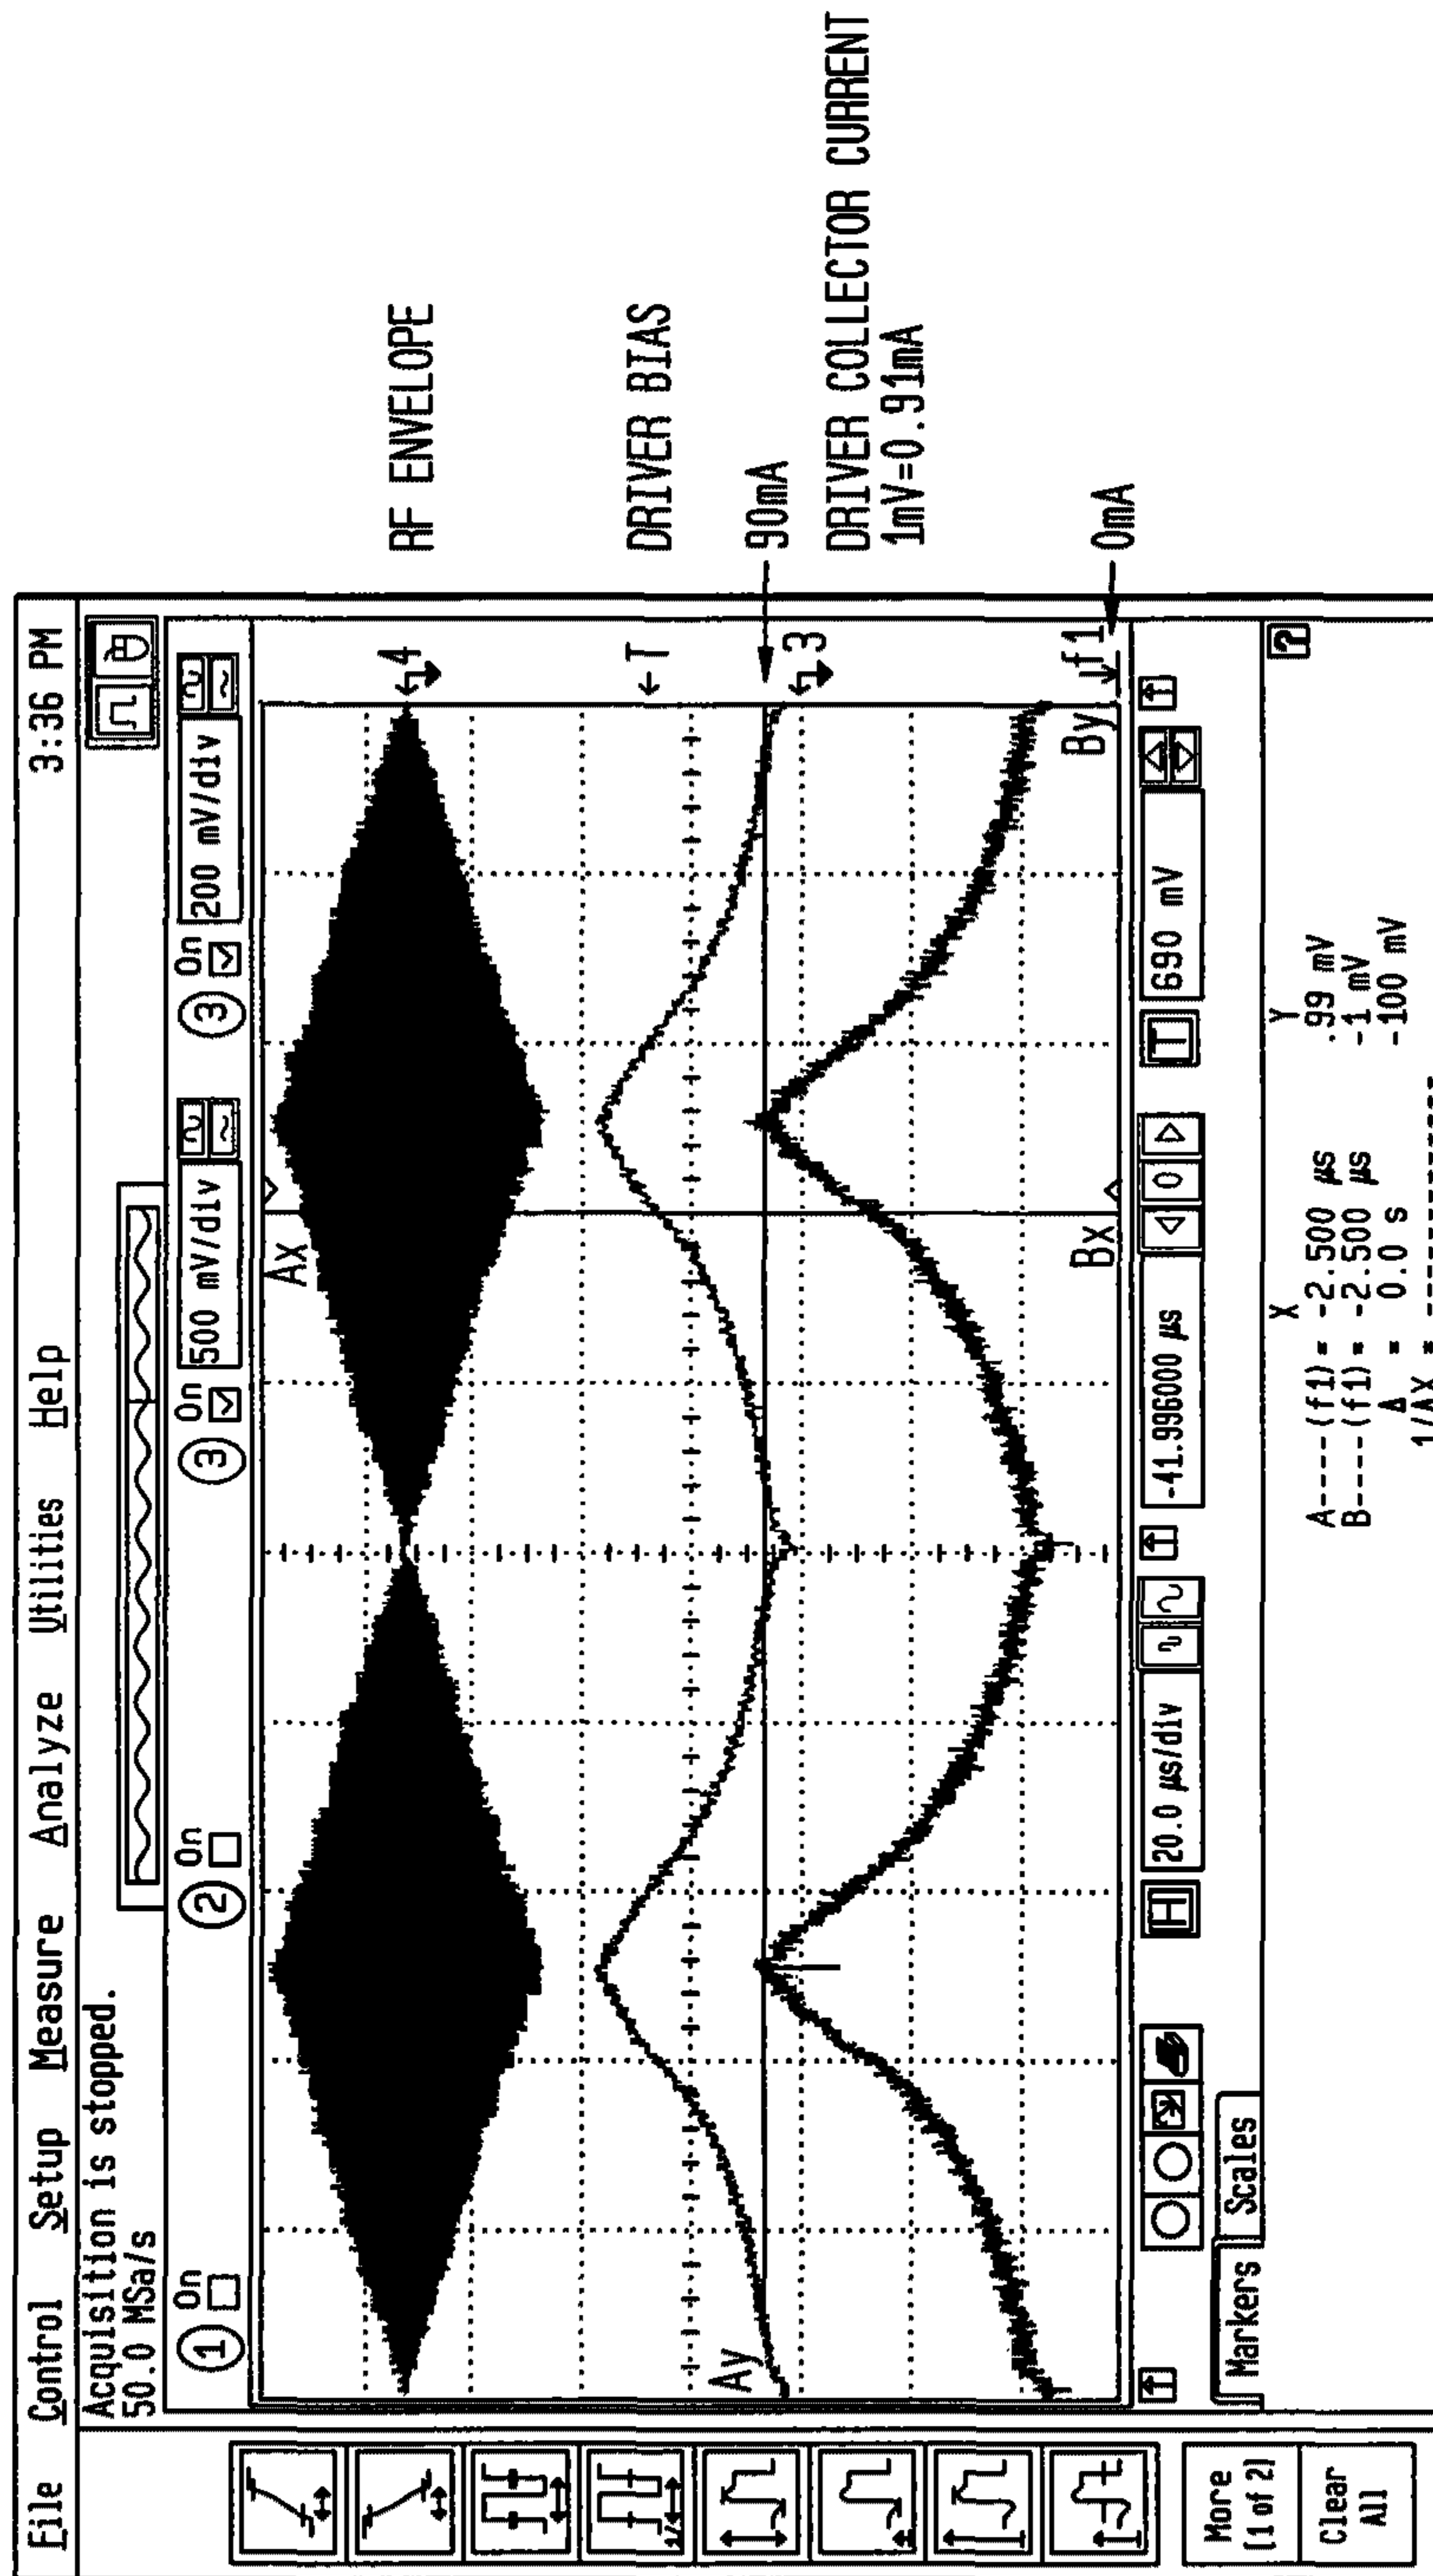 File Control Setup Measure Analyze Utilities Help 3:36 PM
Acquisition is stopped.
50.0 MSa/s
1 On 2 On 3 On 500 mV/div 3 On 200 mV/div
Ax
4
RF ENVELOPE
T
DRIVER BIAS
Ay
90mA
3
DRIVER COLLECTOR CURRENT
1mV=0.91mA
Bx
By
f1
0mA
H 20.0 µs/div -41.996000 µs 0 T 690 mV
More
(1 of 2)
Clear
All
Markers Scales
?
X Y
A----(f1) = -2.500 µs .99 mV
B----(f1) = -2.500 µs -1 mV
Δ = 0.0 s -100 mV
1/ΔX =